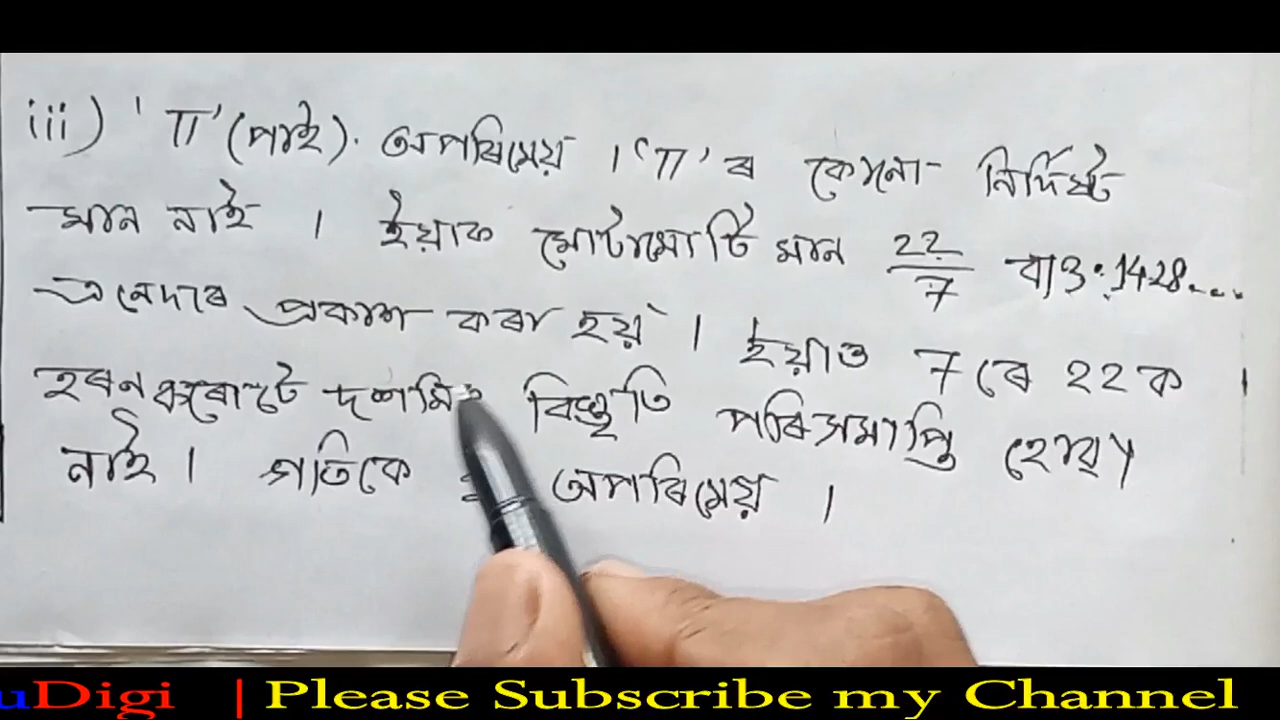 iii) 'π' (পাই). অপৰিমেয় । 'π' ৰ কোনো নিৰ্দিষ্ট
মান নাই । ইয়াক মোটামোটি মান 22/7 বা 3.1428....
এনেদৰে প্ৰকাশ কৰা হয় । ইয়াত 7 ৰে 22 ক
হৰন কৰোটে দশমিক বিস্তৃতি পৰিসমাপ্তি হোৱা
নাই । গতিকে অপৰিমেয় ।
uDigi | Please Subscribe my Channel